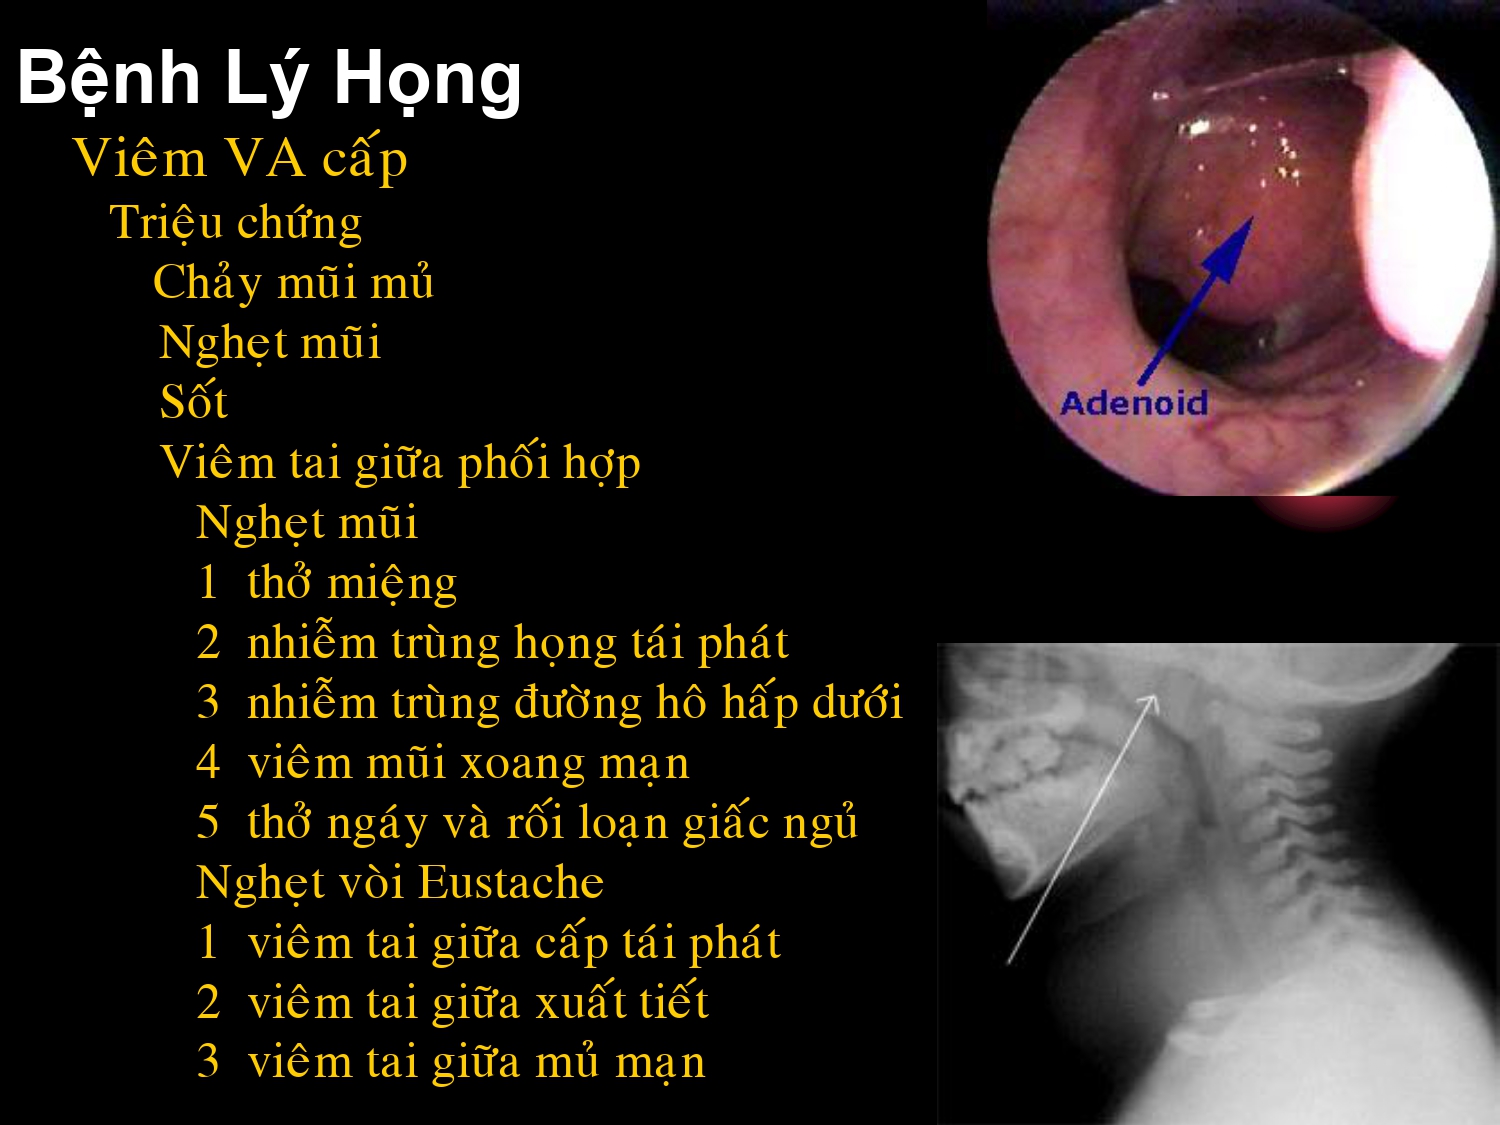 Bệnh Lý Họng
Viêm VA cấp
Triệu chứng
Chảy mũi mủ
Nghẹt mũi
Sốt
Viêm tai giữa phối hợp
Nghẹt mũi
1 thở miệng
2 nhiễm trùng họng tái phát
3 nhiễm trùng đường hô hấp dưới
4 viêm mũi xoang mạn
5 thở ngáy và rối loạn giấc ngủ
Nghẹt vòi Eustache
1 viêm tai giữa cấp tái phát
2 viêm tai giữa xuất tiết
3 viêm tai giữa mủ mạn
Adenoid